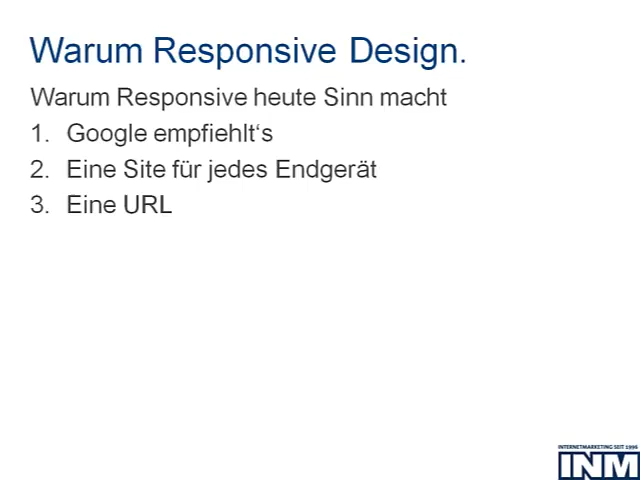 Warum Responsive Design.
Warum Responsive heute Sinn macht
1. Google empfiehlt‘s
2. Eine Site für jedes Endgerät
3. Eine URL
INTERNETMARKETING SEIT 1996
INM